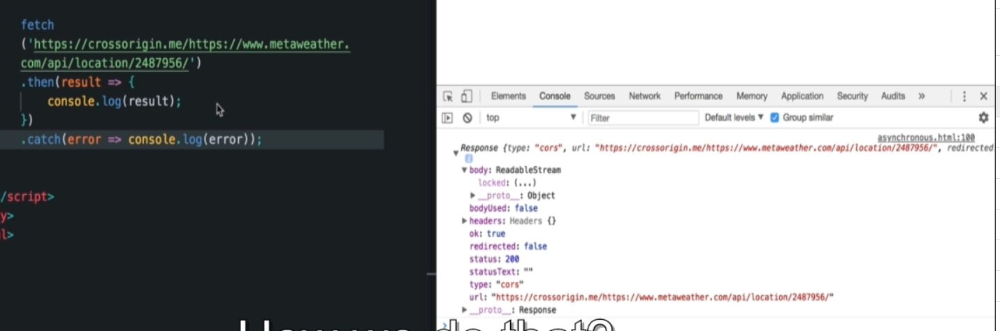 fetch
('https://crossorigin.me/https://www.metaweather.
com/api/location/2487956/')
.then(result => {
console.log(result);
})
.catch(error => console.log(error));
/script>
y>
l>
Elements Console Sources Network Performance Memory Application Security Audits »
top Filter Default levels ▼ Group similar
asynchronous.html:100
Response {type: "cors", url: "https://crossorigin.me/https://www.metaweather.com/api/location/2487956/", redirected
i
body: ReadableStream
locked: (...)
__proto__: Object
bodyUsed: false
headers: Headers {}
ok: true
redirected: false
status: 200
statusText: ""
type: "cors"
url: "https://crossorigin.me/https://www.metaweather.com/api/location/2487956/"
__proto__: Response
How we do that?